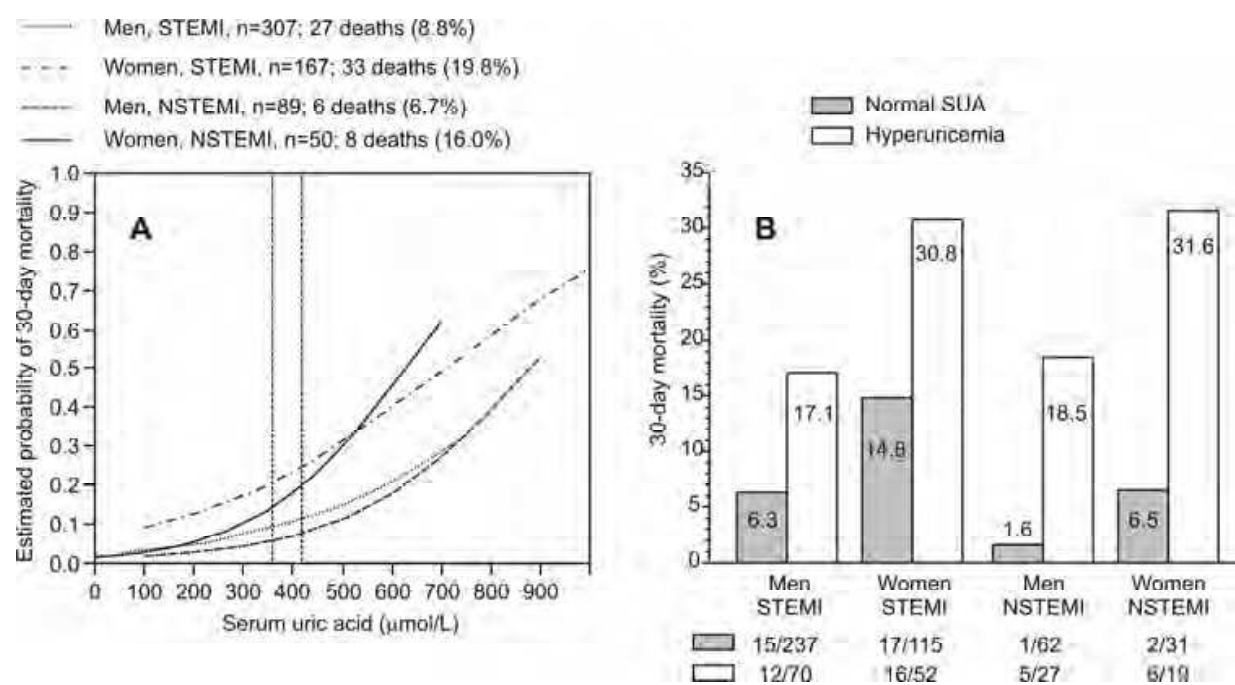 Men, STEMI, n=307; 27 deaths (8.8%)
Women, STEMI, n=167; 33 deaths (19.8%)
Men, NSTEMI, n=89; 6 deaths (6.7%)
Women, NSTEMI, n=50; 8 deaths (16.0%)
Estimated probability of 30-day mortality
1.0
0.9
0.8
0.7
0.6
0.5
0.4
0.3
0.2
0.1
0.0
A
0 100 200 300 400 500 600 700 800 900
Serum uric acid (μmol/L)
Normal SUA
Hyperuricemia
30-day mortality (%)
35
30
25
20
15
10
5
0
B
6.3 17.1 14.8 30.8 1.6 18.5 6.5 31.6
Men Women Men Women
STEMI STEMI NSTEMI NSTEMI
15/237 17/115 1/62 2/31
12/70 16/52 5/27 6/19